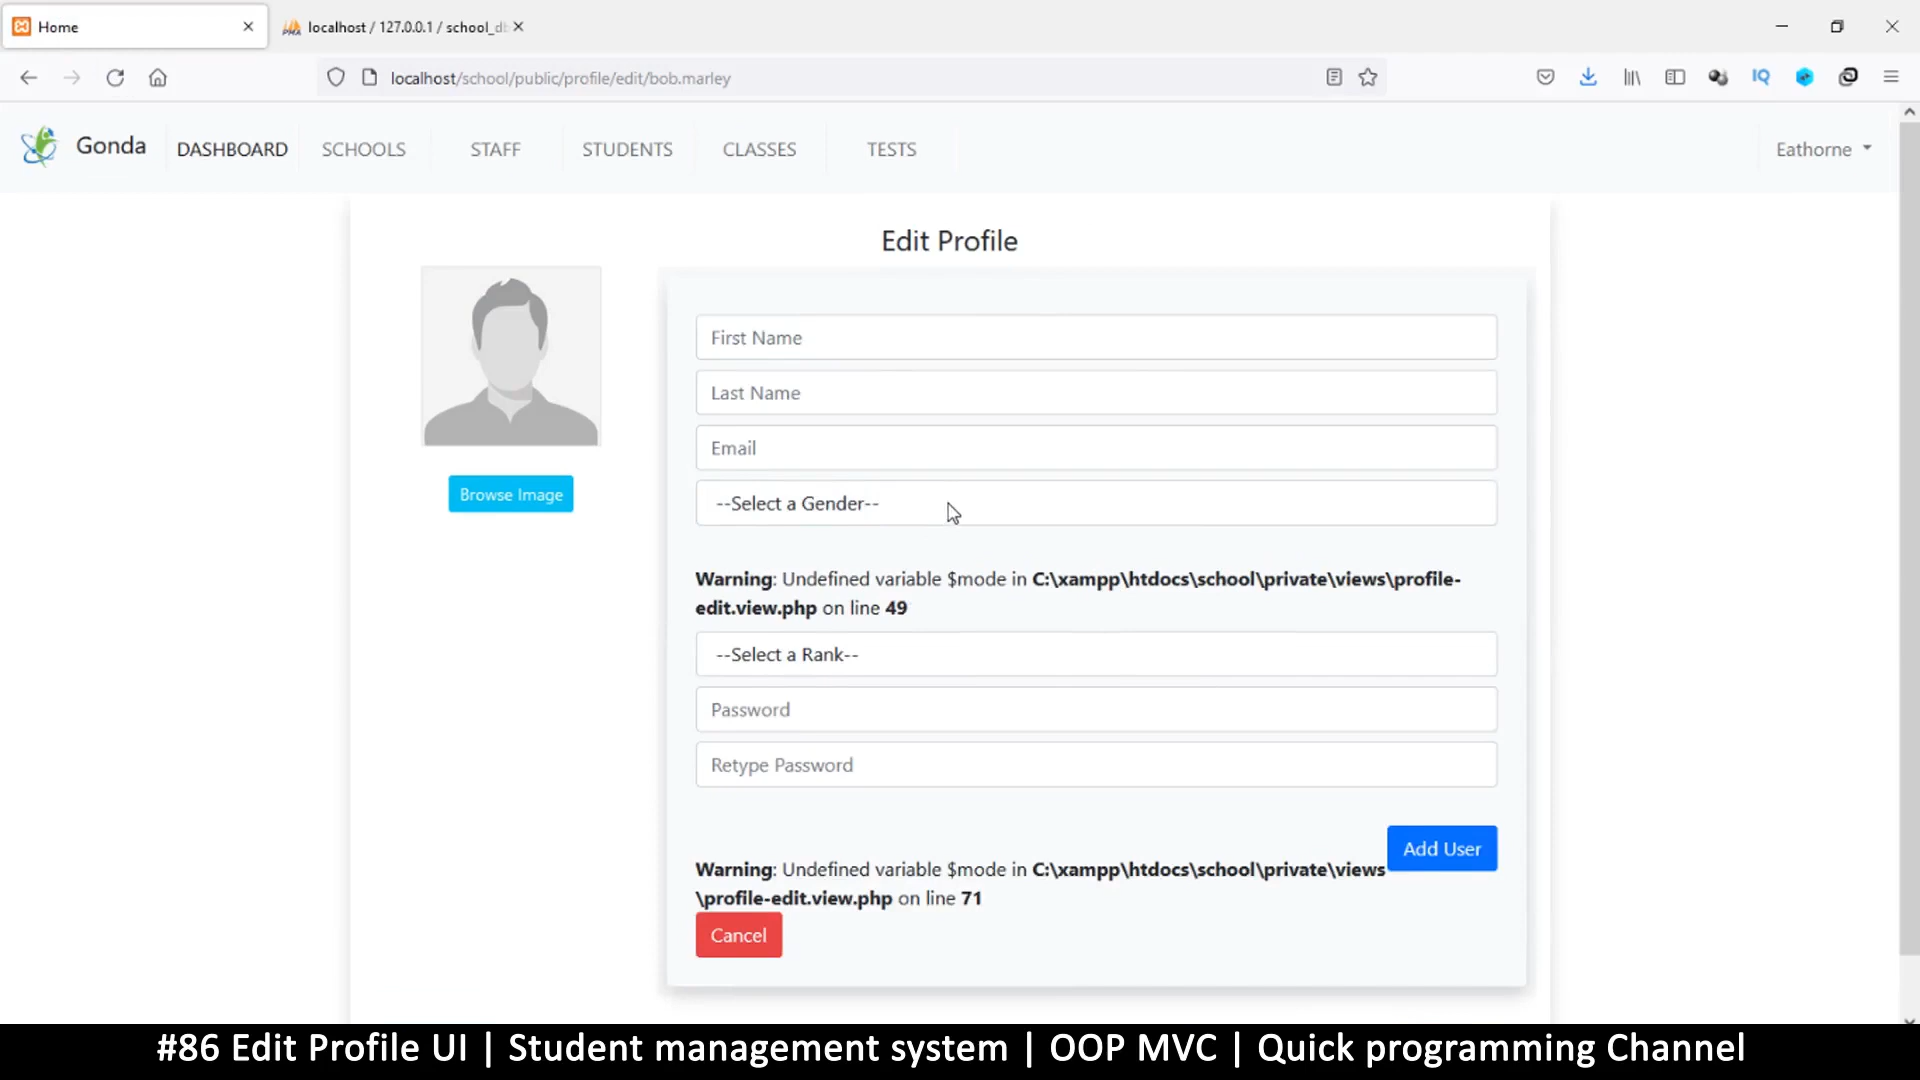 Home
localhost / 127.0.0.1 / school_db
localhost/school/public/profile/edit/bob.marley
IQ
Gonda
DASHBOARD
SCHOOLS
STAFF
STUDENTS
CLASSES
TESTS
Eathorne
Edit Profile
First Name
Last Name
Email
Browse Image
--Select a Gender--
Warning: Undefined variable $mode in C:\xampp\htdocs\school\private\views\profile-
edit.view.php on line 49
--Select a Rank--
Password
Retype Password
Add User
Warning: Undefined variable $mode in C:\xampp\htdocs\school\private\views
\profile-edit.view.php on line 71
Cancel
#86 Edit Profile UI | Student management system | OOP MVC | Quick programming Channel